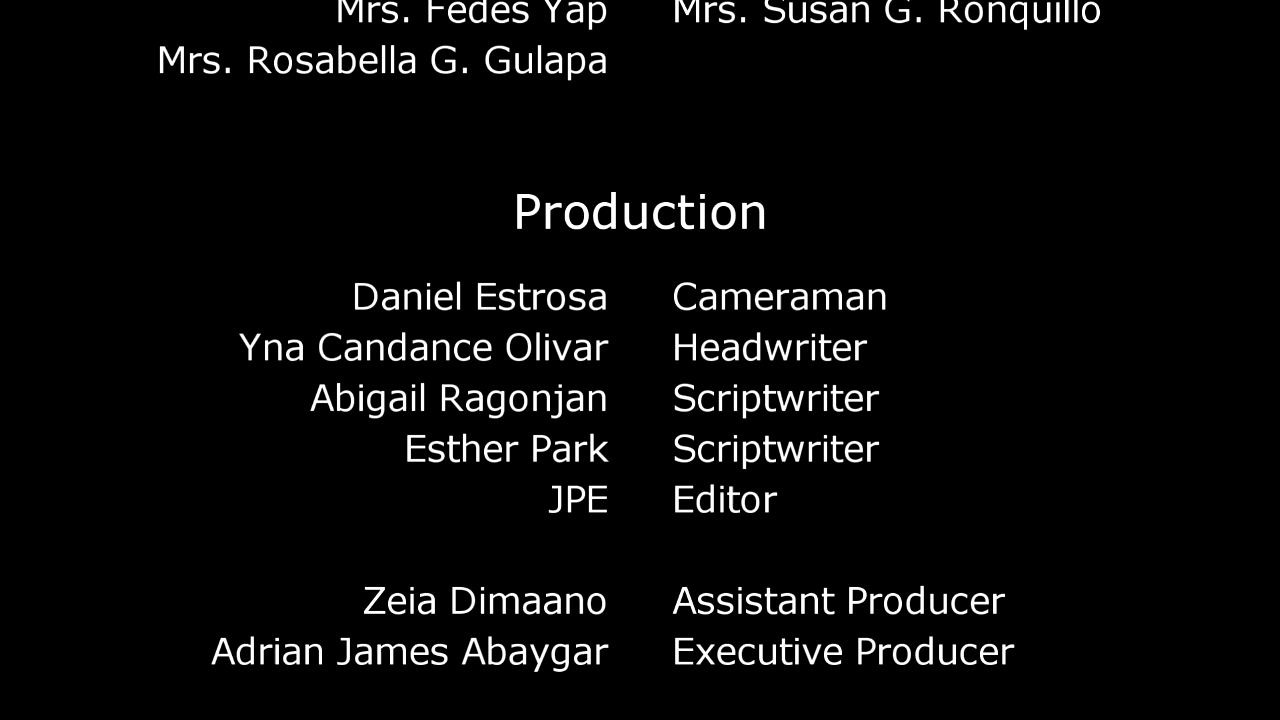 Mrs. Fedes Yap Mrs. Susan G. Ronquillo
Mrs. Rosabella G. Gulapa
Production
Daniel Estrosa Cameraman
Yna Candance Olivar Headwriter
Abigail Ragonjan Scriptwriter
Esther Park Scriptwriter
JPE Editor
Zeia Dimaano Assistant Producer
Adrian James Abaygar Executive Producer